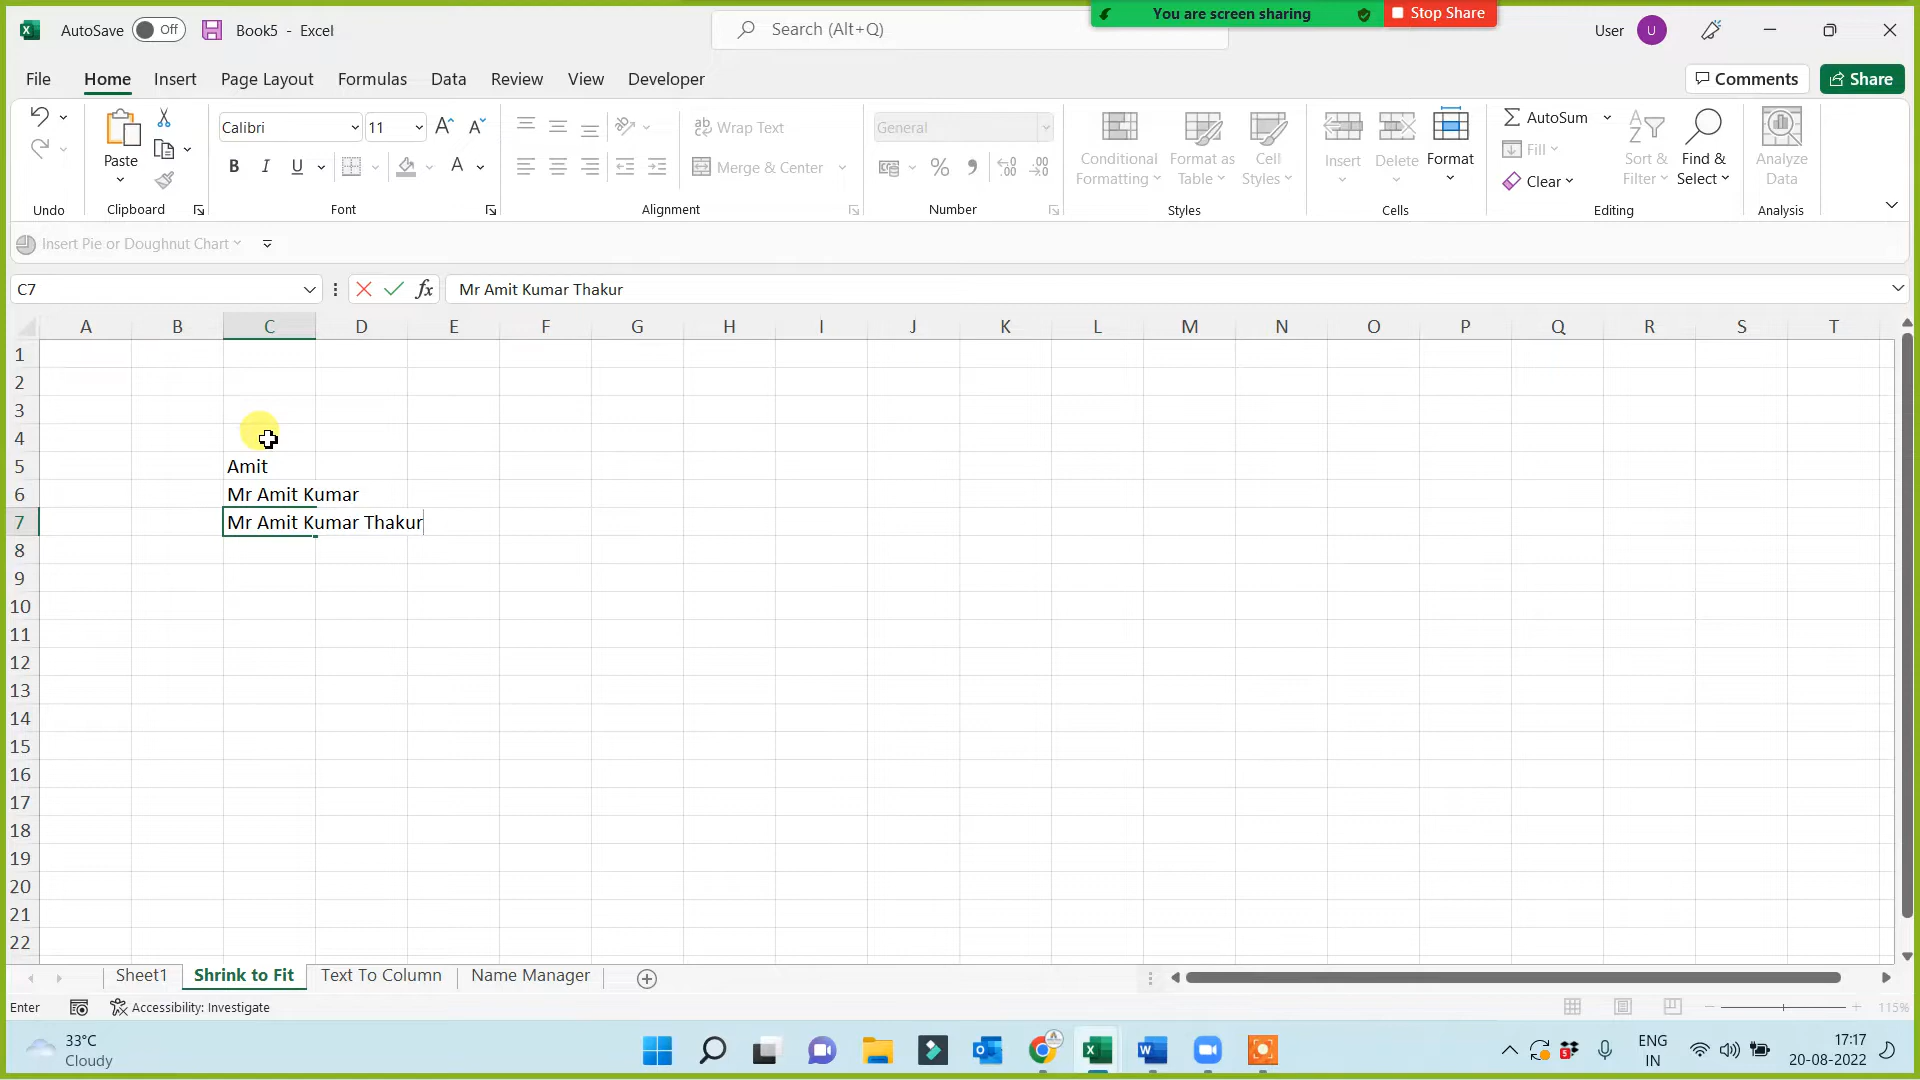 AutoSave Off Book5 - Excel Search (Alt+Q) You are screen sharing Stop Share User U
File Home Insert Page Layout Formulas Data Review View Developer Comments Share
Paste
Calibri 11
B I U A
ab Wrap Text
Merge & Center
General
% 9 .00
Conditional Formatting
Format as Table
Cell Styles
Insert Delete Format
AutoSum
Fill
Clear
Sort & Filter
Find & Select
Analyze Data
Undo Clipboard Font Alignment Number Styles Cells Editing Analysis
Insert Pie or Doughnut Chart
C7 fx Mr Amit Kumar Thakur
A B C D E F G H I J K L M N O P Q R S T
1
2
3
4
5 Amit
6 Mr Amit Kumar
7 Mr Amit Kumar Thakur
8
9
10
11
12
13
14
15
16
17
18
19
20
21
22
Sheet1 Shrink to Fit Text To Column Name Manager
Enter Accessibility: Investigate 115%
33°C
Cloudy
ENG
IN
17:17
20-08-2022